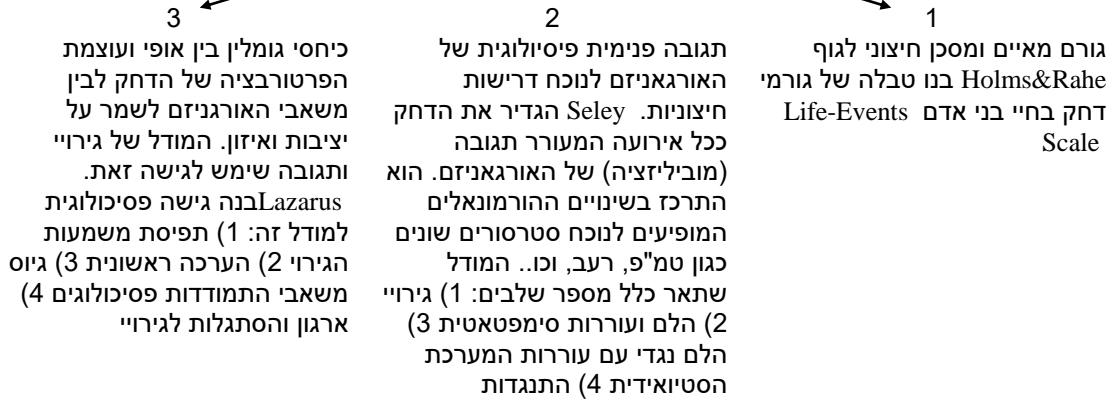 1
גורם מאיים ומסכן חיצוני לגוף
Holms&Rahe בנו טבלה של גורמי
דחק בחיי בני אדם Life-Events
Scale
2
תגובה פנימית פיסיולוגית של
האורגאניזם לנוכח דרישות
חיצוניות. Seley הגדיר את הדחק
ככל אירועה המעורר תגובה
(מוביליזציה) של האורגאניזם. הוא
התרכז בשינויים ההורמונאלים
המופיעים לנוכח סטרסורים שונים
כגון טמ"פ, רעב, וכו.. המודל
שתאר כלל מספר שלבים: 1) גירויי
2) הלם ועוררות סימפטאטית 3)
הלם נגדי עם עוררות המערכת
הסטיואידית 4) התנגדות
3
כיחסי גומלין בין אופי ועוצמת
הפרטורבציה של הדחק לבין
משאבי האורגניזם לשמר על
יציבות ואיזון. המודל של גירויי
ותגובה שימש לגישה זאת.
Lazarusבנה גישה פסיכולוגית
למודל זה: 1) תפיסת משמעות
הגירוי 2) הערכה ראשונית 3) גיוס
משאבי התמודדות פסיכולוגים 4)
ארגון והסתגלות לגירויי